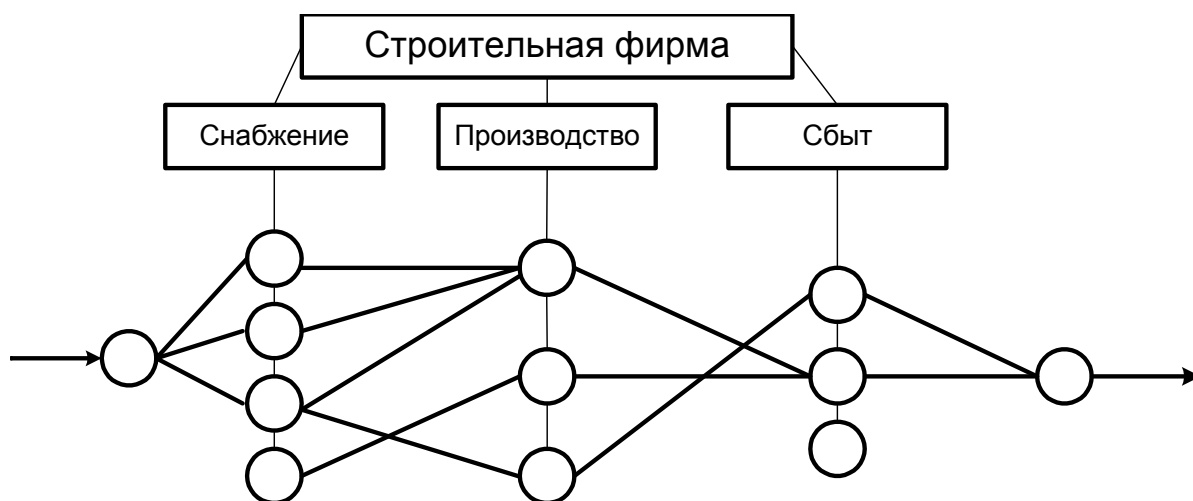 Строительная фирма
Снабжение
Производство
Сбыт